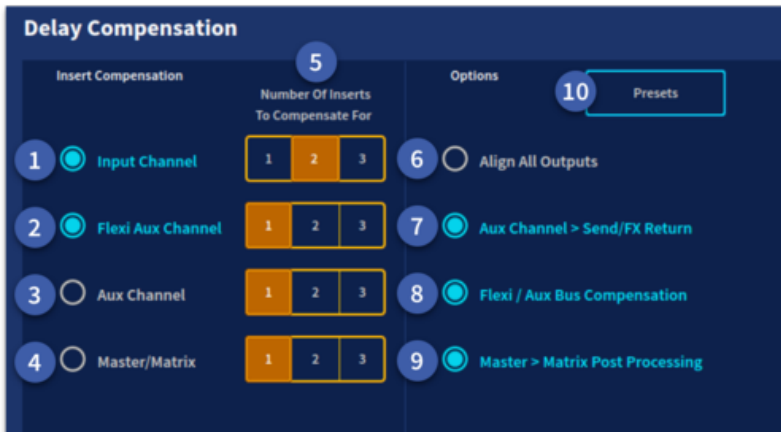 Delay Compensation
5
Insert Compensation
Number Of Inserts
To Compensate For
Options
10
Presets
1
Input Channel
1 2 3
6
Align All Outputs
2
Flexi Aux Channel
1 2 3
7
Aux Channel > Send/FX Return
3
Aux Channel
1 2 3
8
Flexi / Aux Bus Compensation
4
Master/Matrix
1 2 3
9
Master > Matrix Post Processing